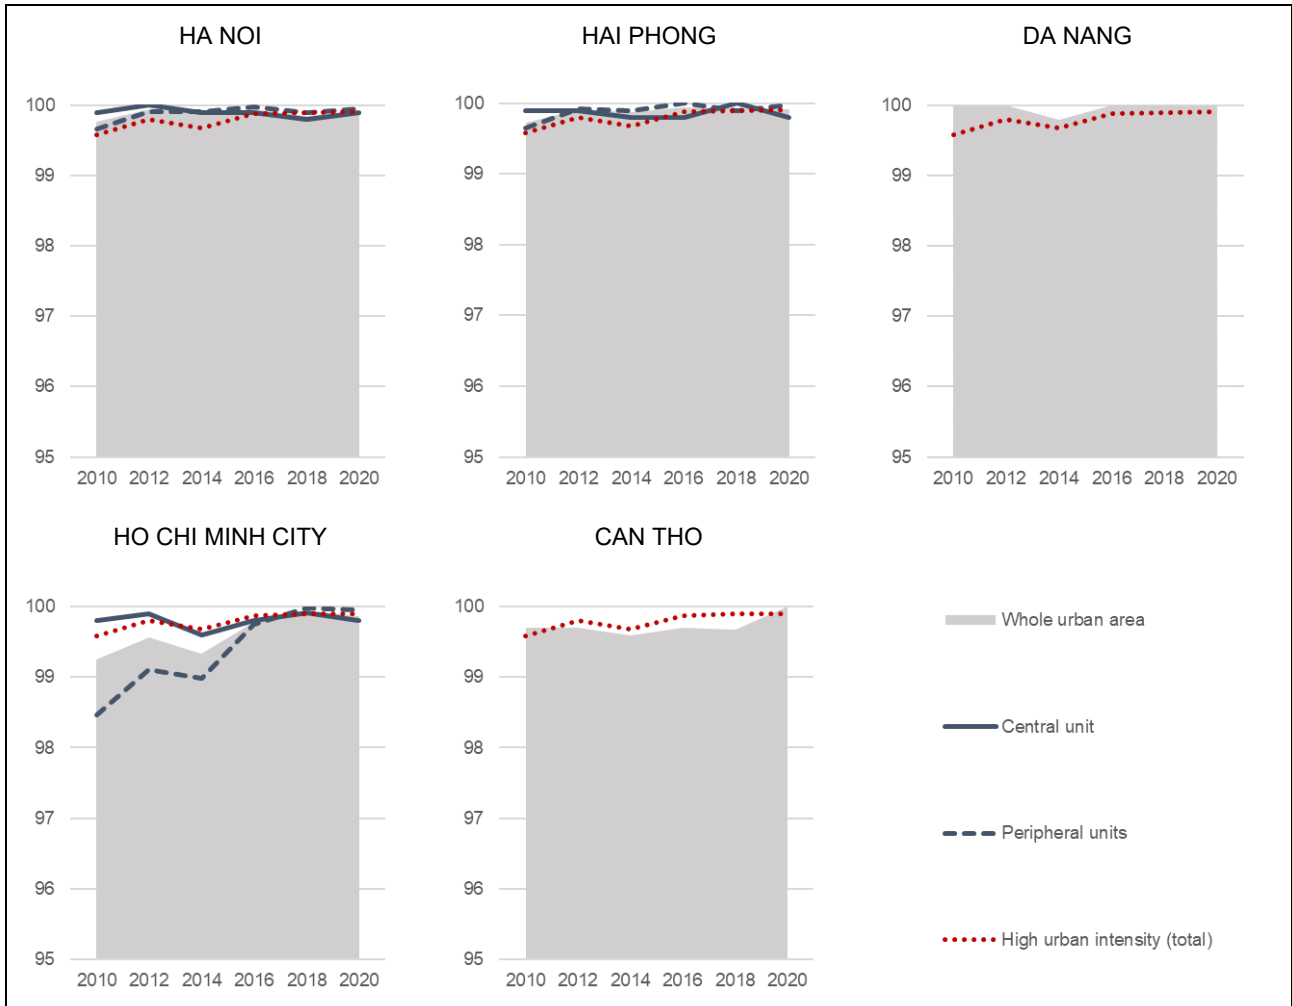 HA NOI
100
99
98
97
96
95
2010 2012 2014 2016 2018 2020
HAI PHONG
100
99
98
97
96
95
2010 2012 2014 2016 2018 2020
DA NANG
100
99
98
97
96
95
2010 2012 2014 2016 2018 2020
HO CHI MINH CITY
100
99
98
97
96
95
2010 2012 2014 2016 2018 2020
CAN THO
100
99
98
97
96
95
2010 2012 2014 2016 2018 2020
Whole urban area
Central unit
Peripheral units
High urban intensity (total)